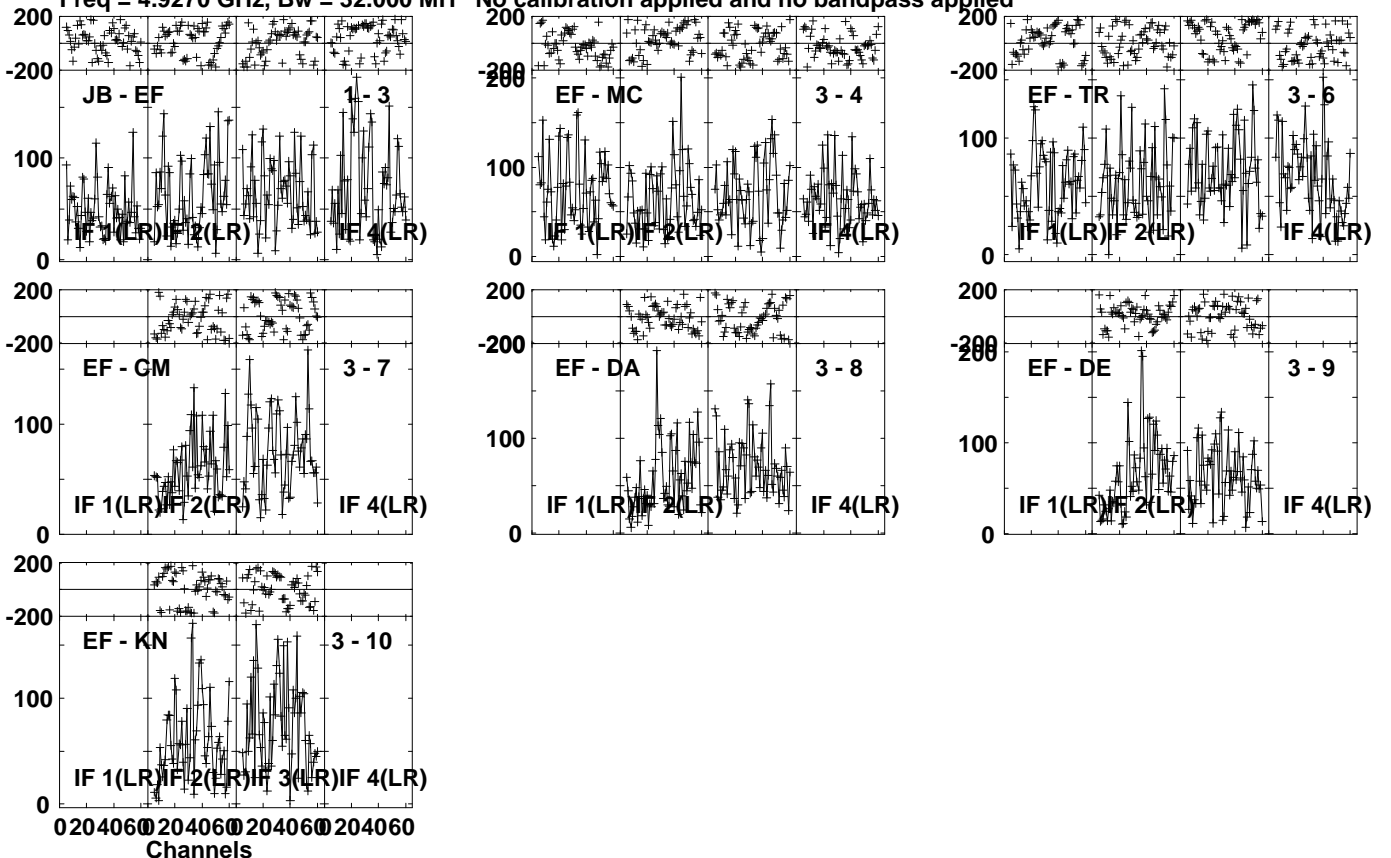 Freq = 4.9270 GHz, Bw = 32.000 MH No calibration applied and no bandpass applied
200
-200
JB - EF 1 - 3
100
0
IF 1(LR) IF 2(LR) IF 4(LR)
200
-200
200
EF - MC 3 - 4
100
0
IF 1(LR) IF 2(LR) IF 4(LR)
200
-200
EF - TR 3 - 6
100
0
IF 1(LR) IF 2(LR) IF 4(LR)
200
-200
EF - CM 3 - 7
100
0
IF 1(LR) IF 2(LR) IF 4(LR)
200
-200
200
EF - DA 3 - 8
100
0
IF 1(LR) IF 2(LR) IF 4(LR)
200
-200
200
EF - DE 3 - 9
100
0
IF 1(LR) IF 2(LR) IF 4(LR)
200
-200
EF - KN 3 - 10
100
0
IF 1(LR) IF 2(LR) IF 3(LR) IF 4(LR)
0 20 40 60 0 20 40 60 0 20 40 60 0 20 40 60
Channels